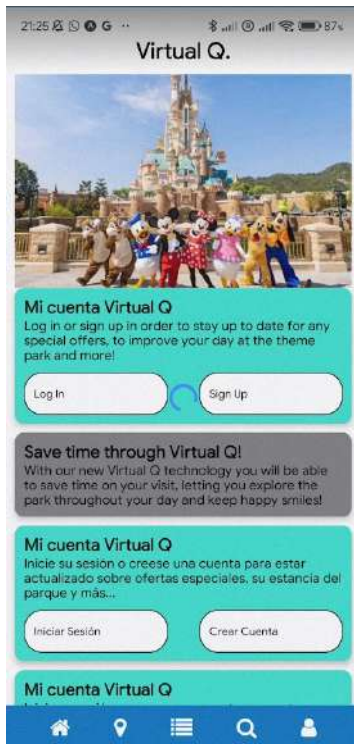 21:25 G 87%
Virtual Q.
Mi cuenta Virtual Q
Log in or sign up in order to stay up to date for any
special offers, to improve your day at the theme
park and more!
Log In Sign Up
Save time through Virtual Q!
With our new Virtual Q technology you will be able
to save time on your visit, letting you explore the
park throughout your day and keep happy smiles!
Mi cuenta Virtual Q
Inicie su sesión o creese una cuenta para estar
actualizado sobre ofertas especiales, su estancia del
parque y más...
Iniciar Sesión Crear Cuenta
Mi cuenta Virtual Q